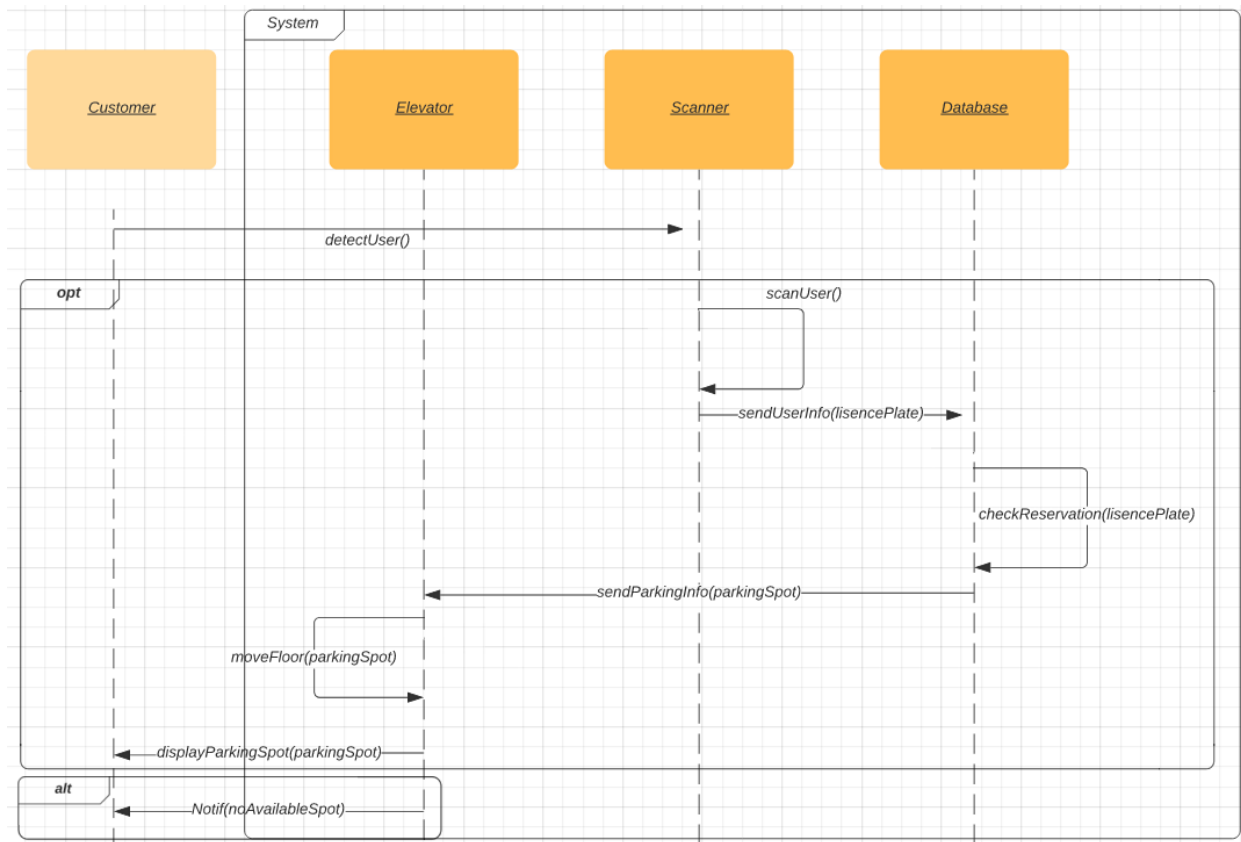 System
Customer
Elevator
Scanner
Database
detectUser()
opt
scanUser()
sendUserInfo(lisencePlate)
checkReservation(lisencePlate)
sendParkingInfo(parkingSpot)
moveFloor(parkingSpot)
displayParkingSpot(parkingSpot)
alt
Notif(noAvailableSpot)